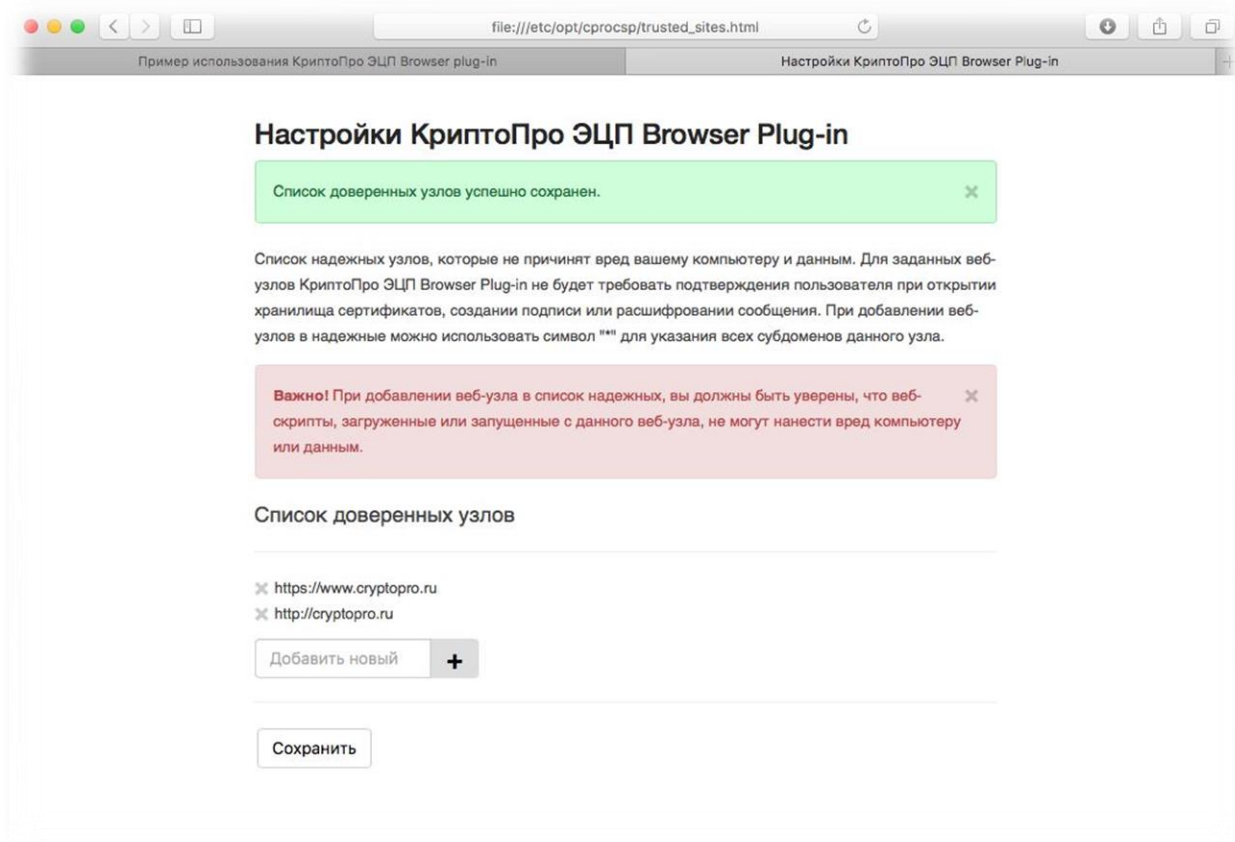 file:///etc/opt/cprocsp/trusted_sites.html
Пример использования КриптоПро ЭЦП Browser plug-in
Настройки КриптоПро ЭЦП Browser Plug-in
Настройки КриптоПро ЭЦП Browser Plug-in
Список доверенных узлов успешно сохранен.
Список надежных узлов, которые не причинят вред вашему компьютеру и данным. Для заданных веб-
узлов КриптоПро ЭЦП Browser Plug-in не будет требовать подтверждения пользователя при открытии
хранилища сертификатов, создании подписи или расшифровании сообщения. При добавлении веб-
узлов в надежные можно использовать символ "*" для указания всех субдоменов данного узла.
Важно! При добавлении веб-узла в список надежных, вы должны быть уверены, что веб-
скрипты, загруженные или запущенные с данного веб-узла, не могут нанести вред компьютеру
или данным.
Список доверенных узлов
https://www.cryptopro.ru
http://cryptopro.ru
Добавить новый
Сохранить